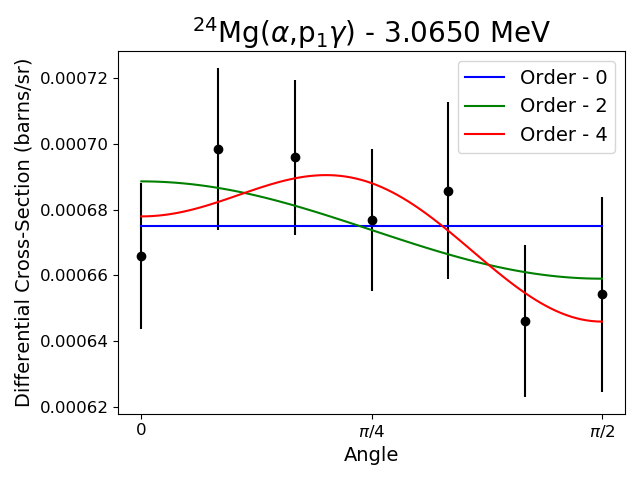 ²⁴Mg(α,p₁γ) - 3.0650 MeV
Differential Cross-Section (barns/sr)
0.00072
0.00070
0.00068
0.00066
0.00064
0.00062
Order - 0
Order - 2
Order - 4
0
π/4
π/2
Angle